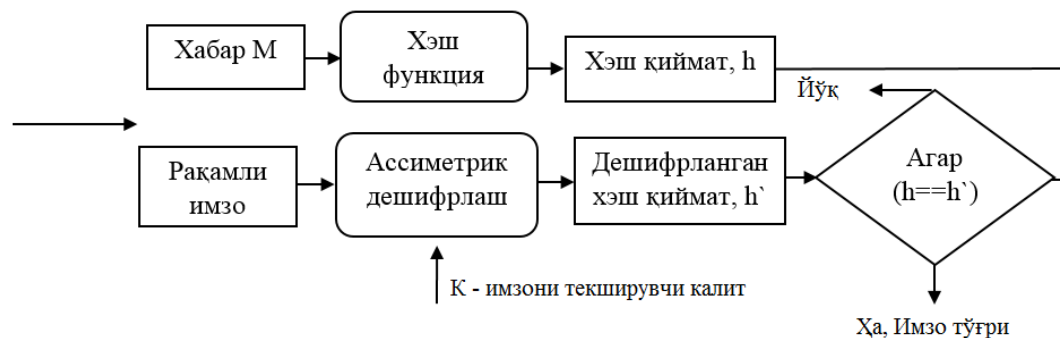 Хабар М
Хэш
функция
Хэш қиймат, h
Йўқ
Рақамли
имзо
Ассиметрик
дешифрлаш
Дешифрланган
хэш қиймат, h`
Агар
(h==h`)
К - имзони текширувчи калит
Ҳа, Имзо тўғри